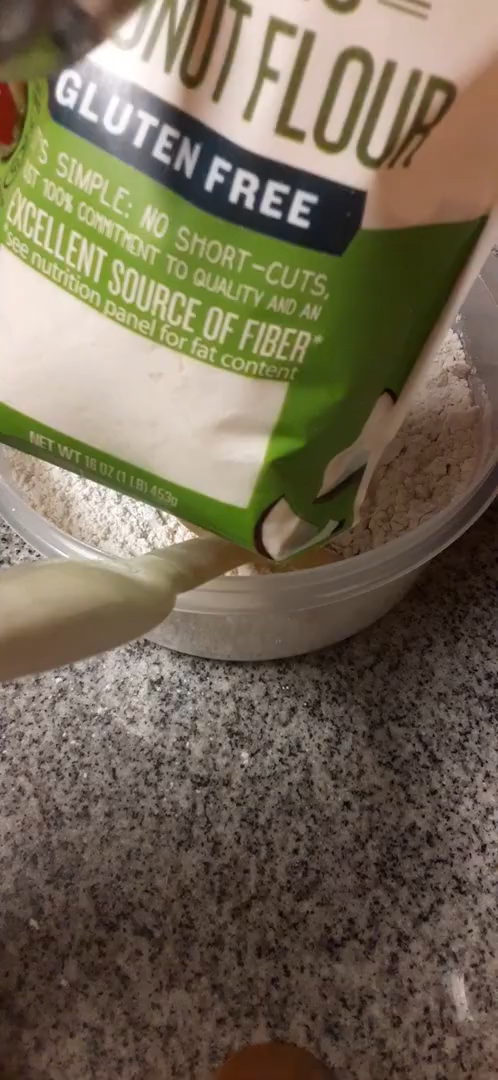 FLOUR
GLUTEN FREE
SIMPLE: NO SHORT-CUTS,
100% COMMITMENT TO QUALITY AND AN
EXCELLENT SOURCE OF FIBER*
*see nutrition panel for fat content
NET WT 16 OZ (1 LB) 453g